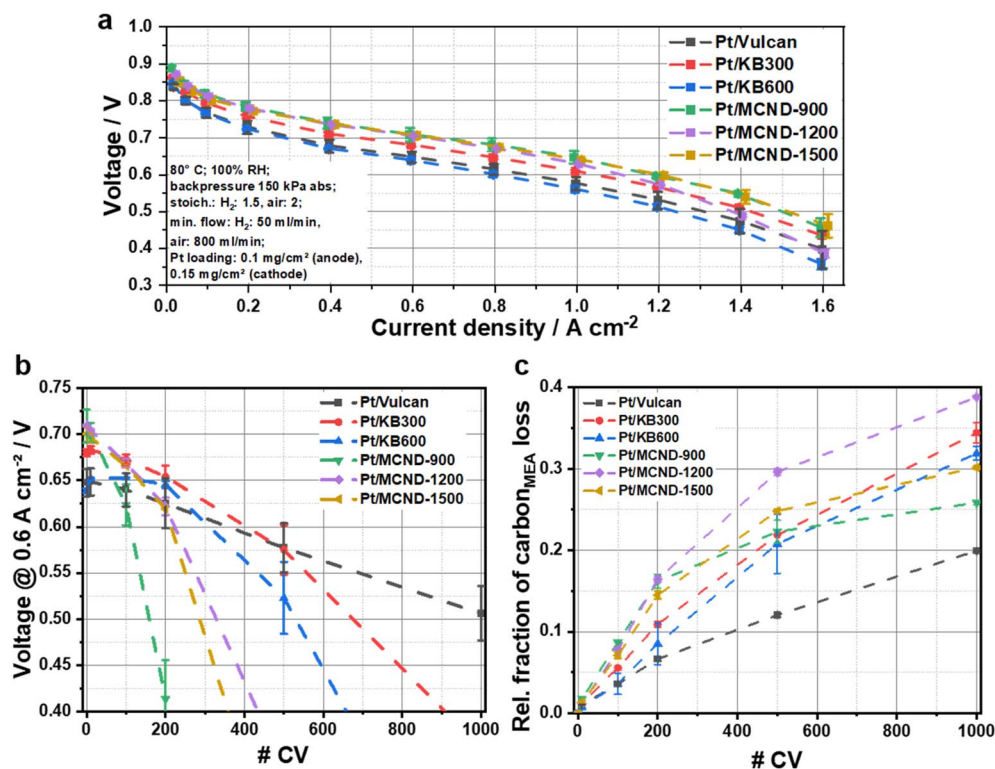 a
1.0
0.9
0.8
0.7
0.6
0.5
0.4
0.3
Voltage / V
Pt/Vulcan
Pt/KB300
Pt/KB600
Pt/MCND-900
Pt/MCND-1200
Pt/MCND-1500
80° C; 100% RH;
backpressure 150 kPa abs;
stoich.: H₂: 1.5, air: 2;
min. flow: H₂: 50 ml/min,
air: 800 ml/min;
Pt loading: 0.1 mg/cm² (anode),
0.15 mg/cm² (cathode)
0.0 0.2 0.4 0.6 0.8 1.0 1.2 1.4 1.6
Current density / A cm⁻²
b
0.75
0.70
0.65
0.60
0.55
0.50
0.45
0.40
Voltage @ 0.6 A cm⁻² / V
Pt/Vulcan
Pt/KB300
Pt/KB600
Pt/MCND-900
Pt/MCND-1200
Pt/MCND-1500
0 200 400 600 800 1000
# CV
c
0.4
0.3
0.2
0.1
0.0
Rel. fraction of carbon_MEA loss
Pt/Vulcan
Pt/KB300
Pt/KB600
Pt/MCND-900
Pt/MCND-1200
Pt/MCND-1500
0 200 400 600 800 1000
# CV